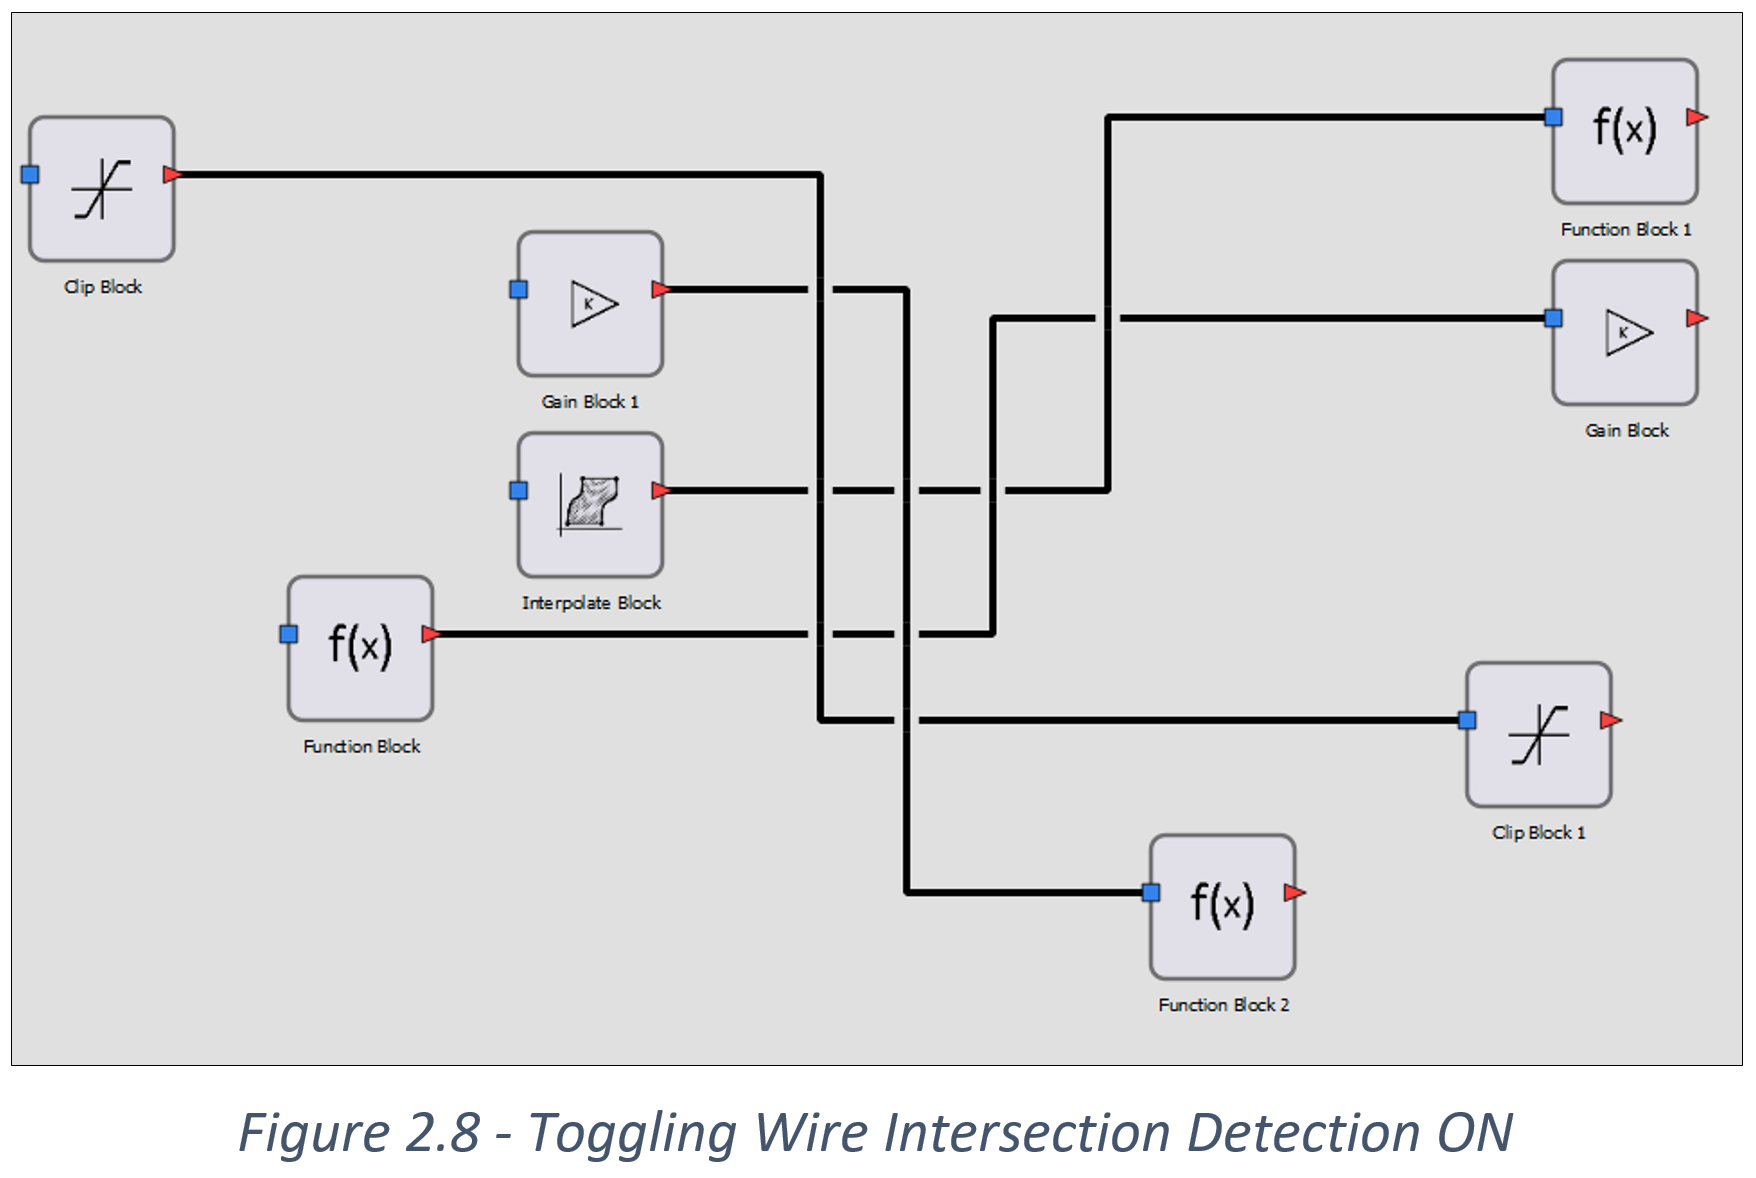 f(x)
Function Block 1
Clip Block
K
Gain Block 1
K
Gain Block
Interpolate Block
f(x)
Function Block
Clip Block 1
f(x)
Function Block 2
Figure 2.8 - Toggling Wire Intersection Detection ON